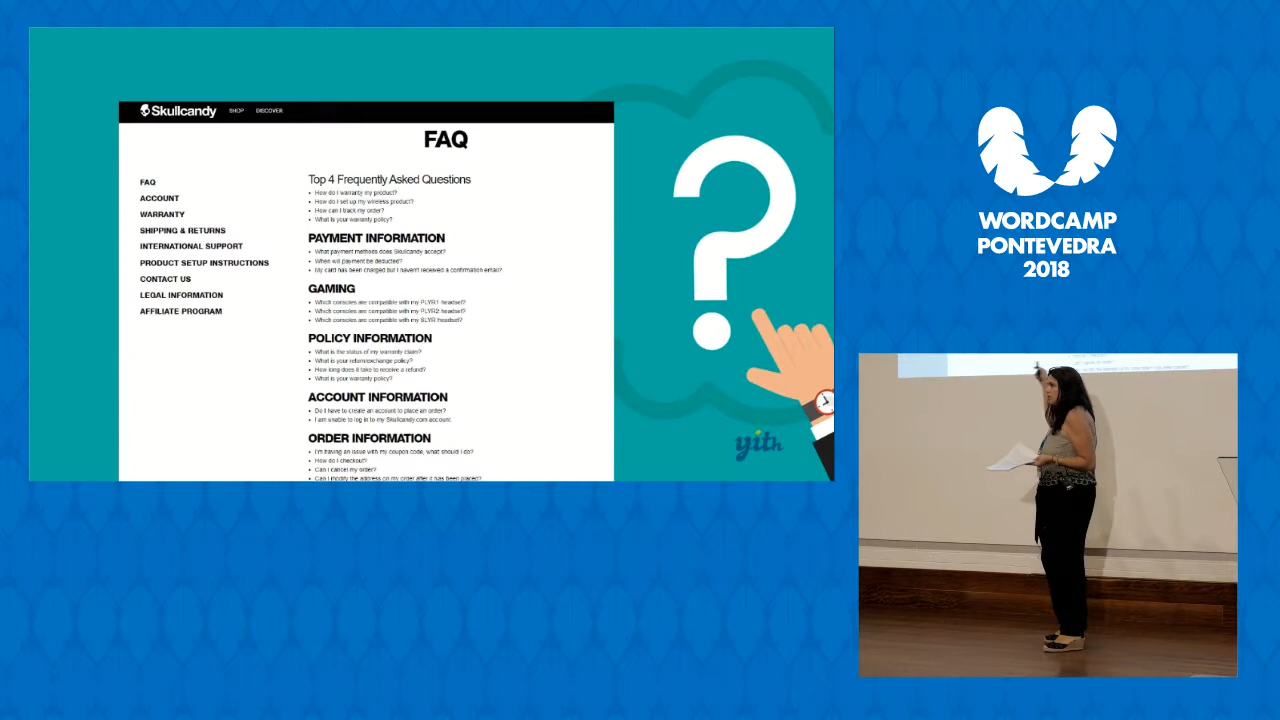 Skullcandy SHOP DISCOVER
FAQ
FAQ
ACCOUNT
WARRANTY
SHIPPING & RETURNS
INTERNATIONAL SUPPORT
PRODUCT SETUP INSTRUCTIONS
CONTACT US
LEGAL INFORMATION
AFFILIATE PROGRAM
Top 4 Frequently Asked Questions
• How do I warranty my product?
• How do I set up my wireless product?
• How can I track my order?
• What is your warranty policy?
PAYMENT INFORMATION
• What payment methods does Skullcandy accept?
• When will payment be deducted?
• My card has been charged but I haven't received a confirmation email?
GAMING
• Which consoles are compatible with my PLYR1 headset?
• Which consoles are compatible with my PLYR2 headset?
• Which consoles are compatible with my SLYR headset?
POLICY INFORMATION
• What is the status of my warranty claim?
• What is your return/exchange policy?
• How long does it take to receive a refund?
• What is your warranty policy?
ACCOUNT INFORMATION
• Do I have to create an account to place an order?
• I am unable to log in to my Skullcandy.com account
ORDER INFORMATION
• I'm having an issue with my coupon code, what should I do?
• How do I checkout?
• Can I cancel my order?
• Can I modify the address on my order after it has been placed?
?
yith
WORDCAMP
PONTEVEDRA
2018